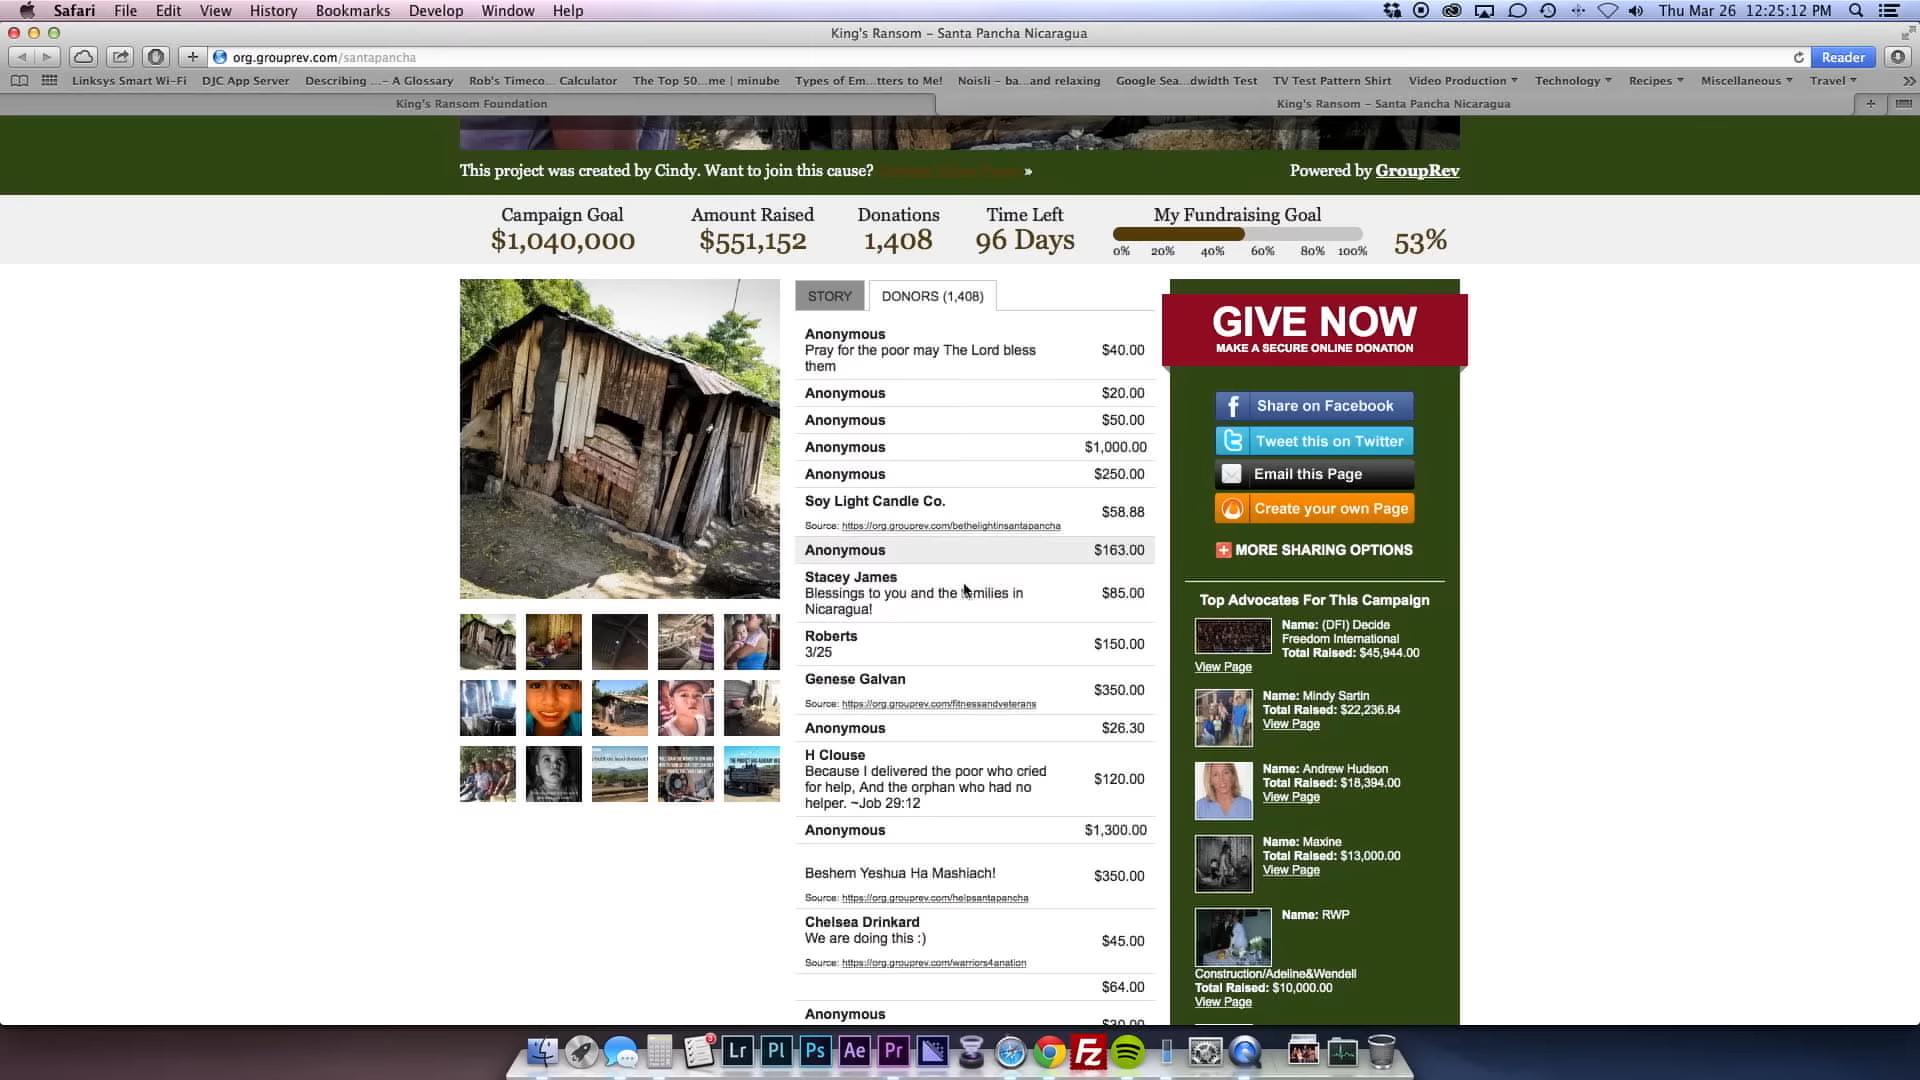 Safari File Edit View History Bookmarks Develop Window Help Thu Mar 26 12:25:12 PM
King's Ransom – Santa Pancha Nicaragua
org.grouprev.com/santapancha
Reader
Linksys Smart Wi-Fi DJC App Server Describing ...- A Glossary Rob's Timeco... Calculator The Top 50...me | minube Types of Em...tters to Me! Noisli – ba...and relaxing Google Sea...dwidth Test TV Test Pattern Shirt Video Production Technology Recipes Miscellaneous Travel
King's Ransom Foundation King's Ransom – Santa Pancha Nicaragua
This project was created by Cindy. Want to join this cause? » Powered by GroupRev
Campaign Goal Amount Raised Donations Time Left My Fundraising Goal
$1,040,000 $551,152 1,408 96 Days 53%
0% 20% 40% 60% 80% 100%
STORY DONORS (1,408)
Anonymous
Pray for the poor may The Lord bless
them
$40.00
Anonymous $20.00
Anonymous $50.00
Anonymous $1,000.00
Anonymous $250.00
Soy Light Candle Co.
Source: https://org.grouprev.com/bethelightinsantapancha
$58.88
Anonymous $163.00
Stacey James
Blessings to you and the families in
Nicaragua!
$85.00
Roberts
3/25
$150.00
Genese Galvan
Source: https://org.grouprev.com/fitnessandveterans
$350.00
Anonymous $26.30
H Clouse
Because I delivered the poor who cried
for help, And the orphan who had no
helper. ~Job 29:12
$120.00
Anonymous $1,300.00
Beshem Yeshua Ha Mashiach!
Source: https://org.grouprev.com/helpsantapancha
$350.00
Chelsea Drinkard
We are doing this :)
Source: https://org.grouprev.com/warriors4anation
$45.00
$64.00
Anonymous
GIVE NOW
MAKE A SECURE ONLINE DONATION
Share on Facebook
Tweet this on Twitter
Email this Page
Create your own Page
MORE SHARING OPTIONS
Top Advocates For This Campaign
Name: (DFI) Decide
Freedom International
Total Raised: $45,944.00
View Page
Name: Mindy Sartin
Total Raised: $22,236.84
View Page
Name: Andrew Hudson
Total Raised: $18,394.00
View Page
Name: Maxine
Total Raised: $13,000.00
View Page
Name: RWP
Construction/Adeline&Wendell
Total Raised: $10,000.00
View Page
Lr Pl Ps Ae Pr Fz